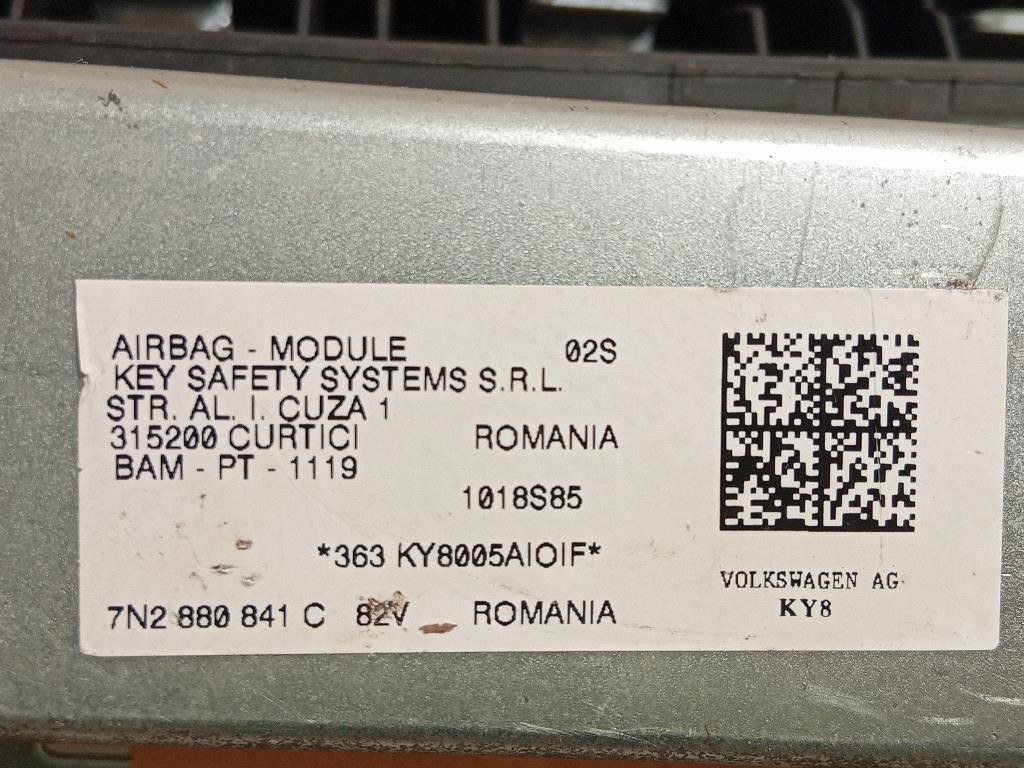 AIRBAG - MODULE 02S
KEY SAFETY SYSTEMS S.R.L.
STR. AL. I. CUZA 1
315200 CURTICI ROMANIA
BAM - PT - 1119
1018S85
*363 KY8005AIOIF*
7N2 880 841 C 82V ROMANIA
VOLKSWAGEN AG
KY8